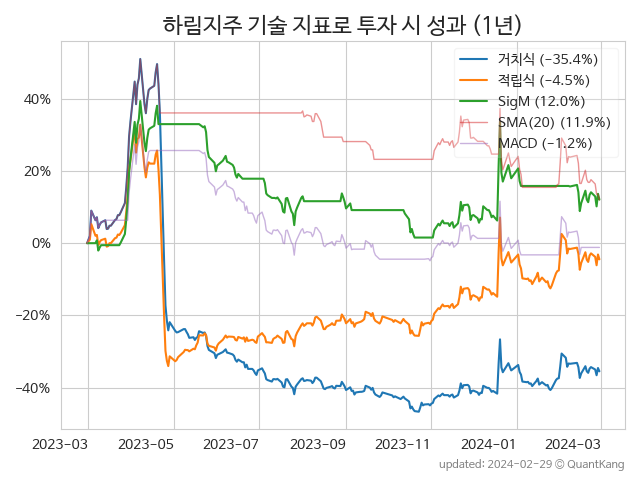 하림지주 기술 지표로 투자 시 성과 (1년)
거치식 (−35.4%)
적립식 (−4.5%)
SigM (12.0%)
SMA(20) (11.9%)
MACD (−1.2%)
40%
20%
0%
−20%
−40%
2023−03
2023−05
2023−07
2023−09
2023−11
2024−01
2024−03
updated: 2024−02−29 ⓒ QuantKang